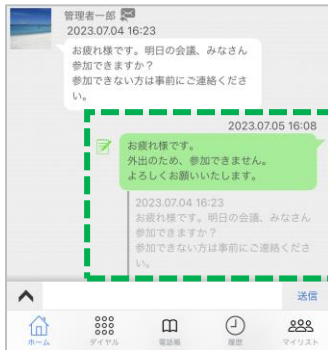 管理者一郎
2023.07.04 16:23
お疲れ様です。明日の会議、みなさん
参加できますか？
参加できない方は事前にご連絡くださ
い。
2023.07.05 16:08
お疲れ様です。
外出のため、参加できません。
よろしくお願いいたします。
2023.07.04 16:23
お疲れ様です。明日の会議、みなさん
参加できますか？
参加できない方は事前にご連絡くださ
い。
送信
ホーム
ダイヤル
電話帳
履歴
マイリスト